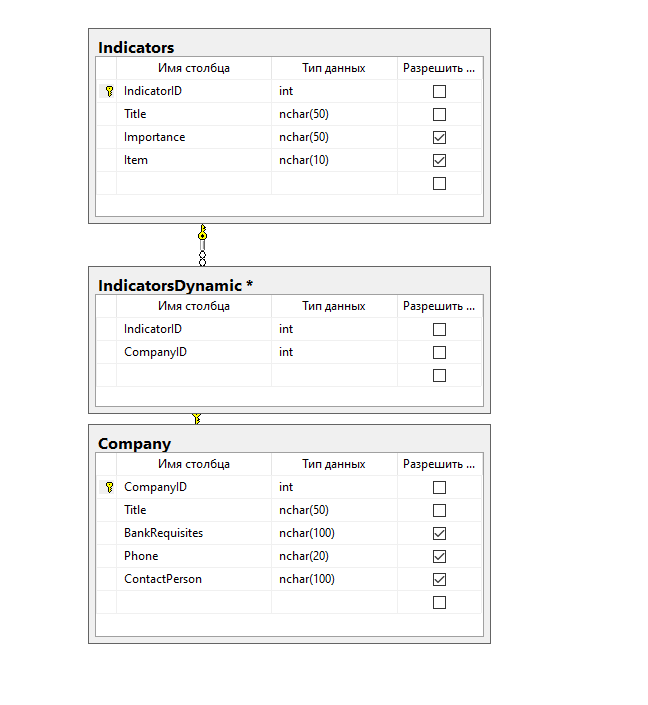 Indicators
Имя столбца Тип данных Разрешить ...
IndicatorID int
Title nchar(50)
Importance nchar(50)
Item nchar(10)
IndicatorsDynamic *
Имя столбца Тип данных Разрешить ...
IndicatorID int
CompanyID int
Company
Имя столбца Тип данных Разрешить ...
CompanyID int
Title nchar(50)
BankRequisites nchar(100)
Phone nchar(20)
ContactPerson nchar(100)